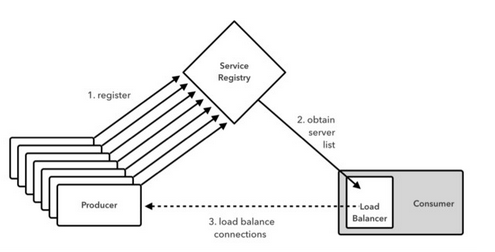 Service
Registry
1. register
2. obtain
server
list
Producer
3. load balance
connections
Load
Balancer
Consumer